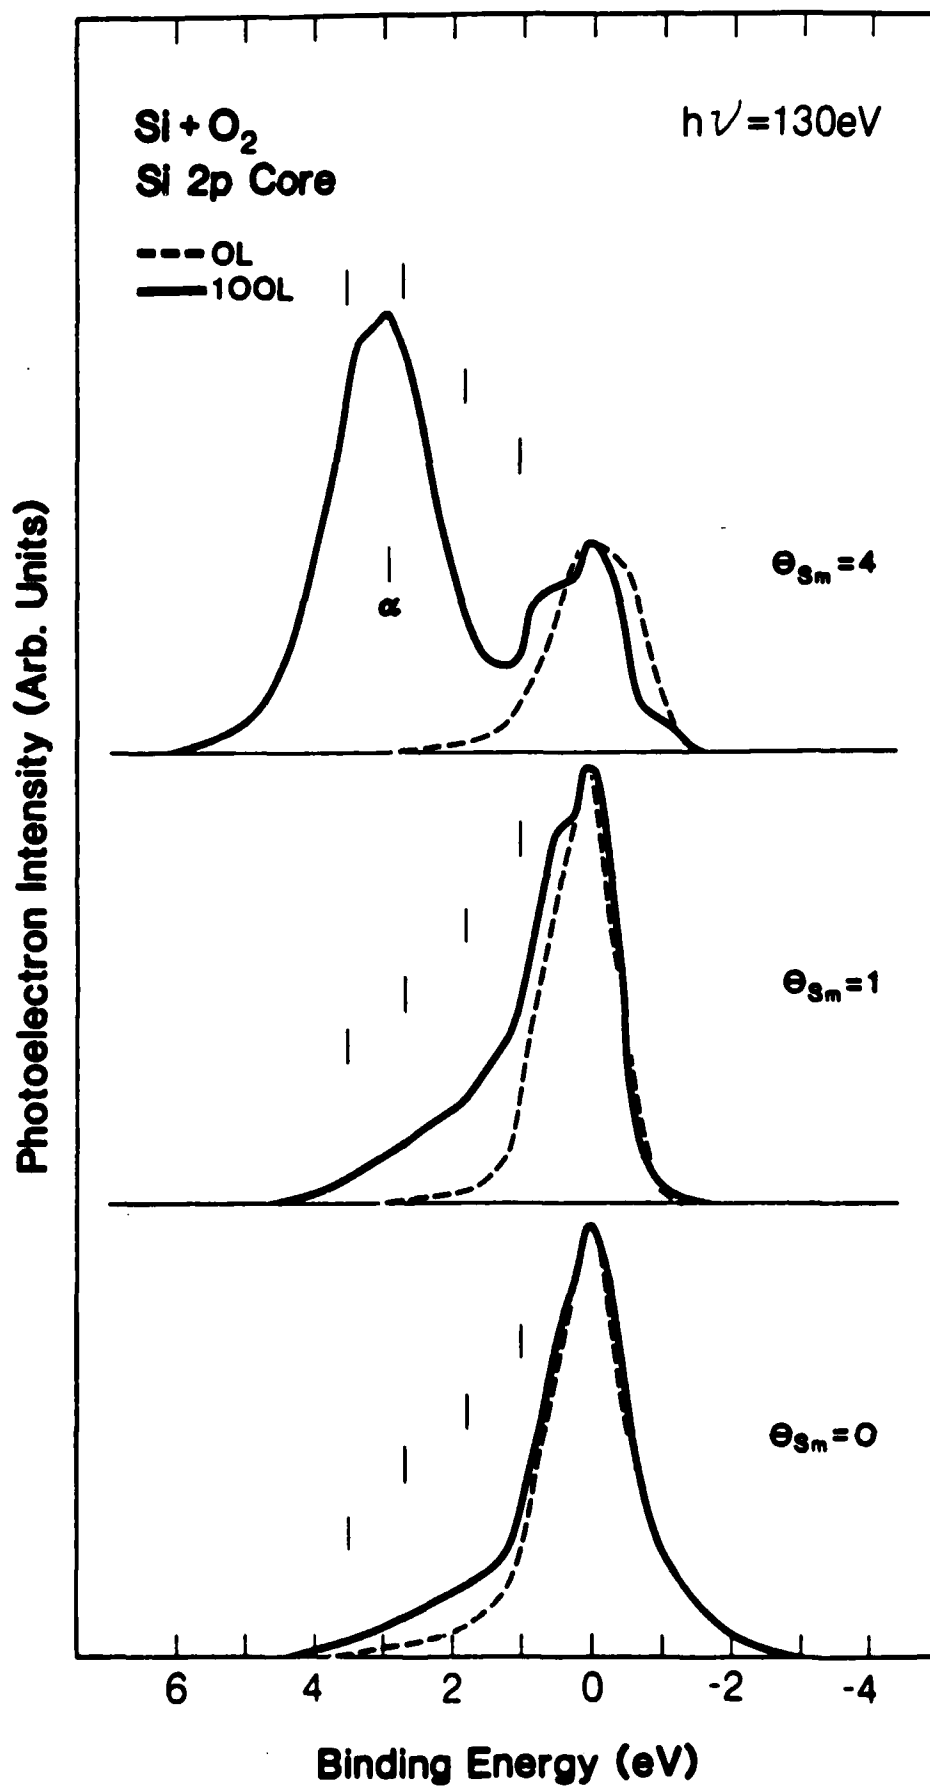 Si + O₂
hν = 130eV
Si 2p Core
--- OL
— 100L
α
ΘSm = 4
ΘSm = 1
ΘSm = 0
Photoelectron Intensity (Arb. Units)
6 4 2 0 -2 -4
Binding Energy (eV)